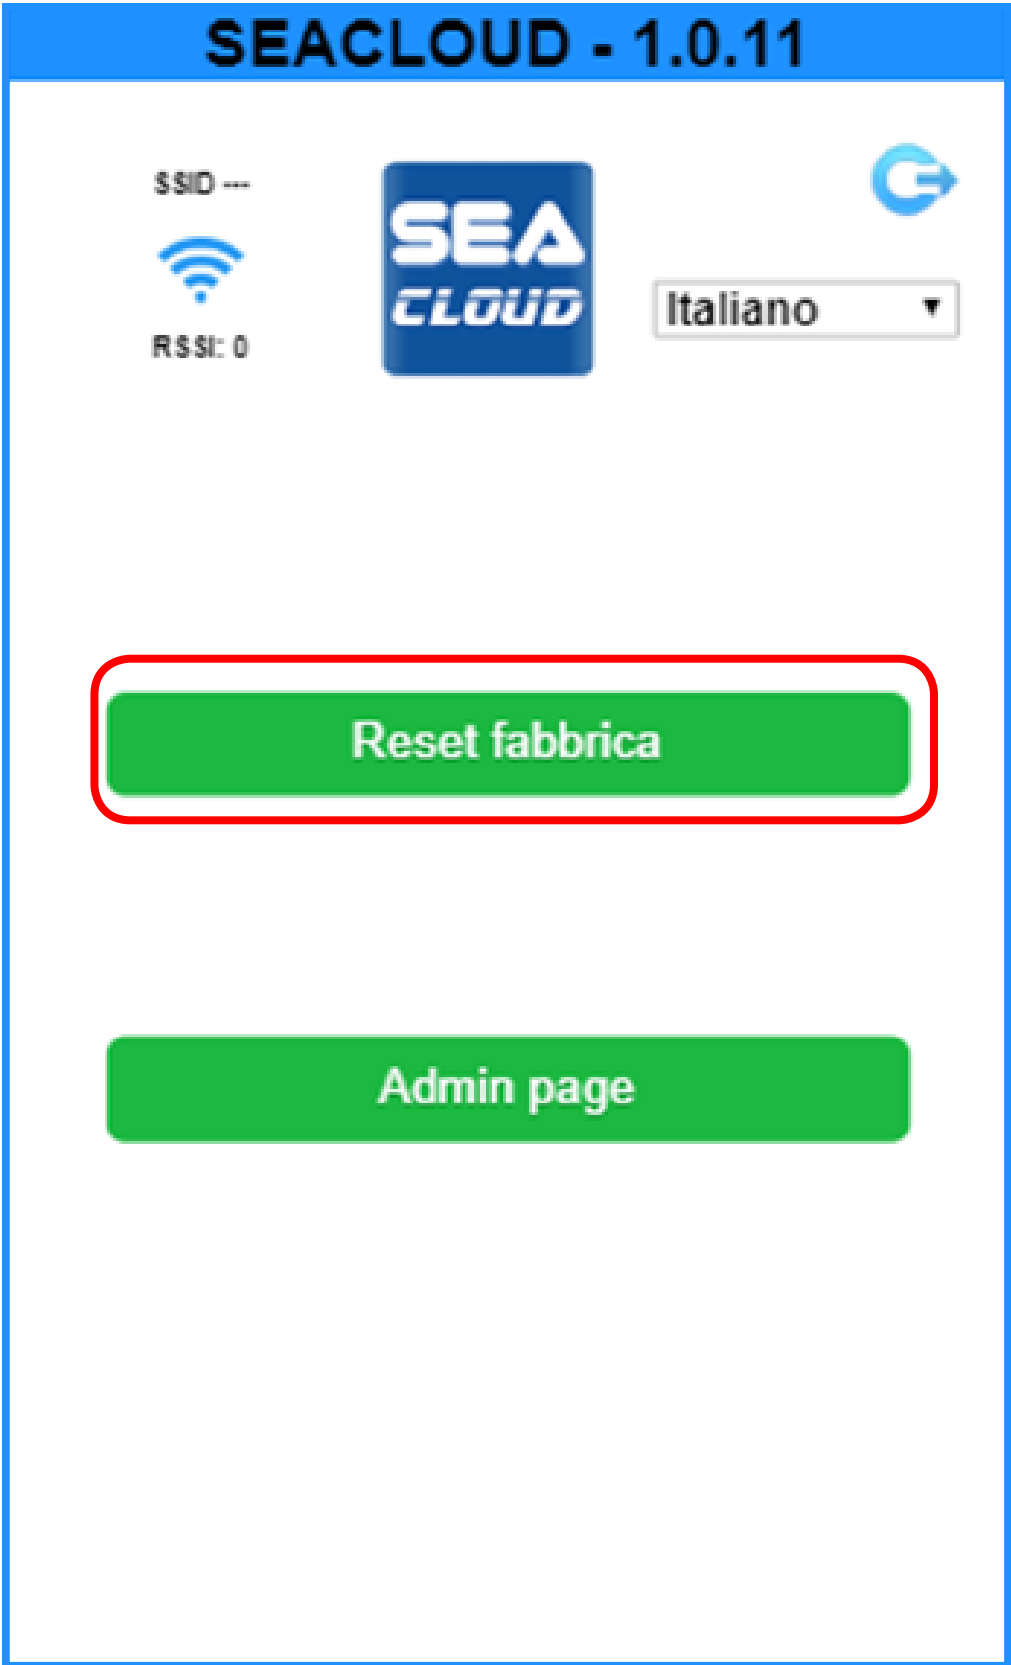 SEACLOUD - 1.0.11
SSID ---
SEA
CLOUD
Italiano
RSSI: 0
Reset fabbrica
Admin page